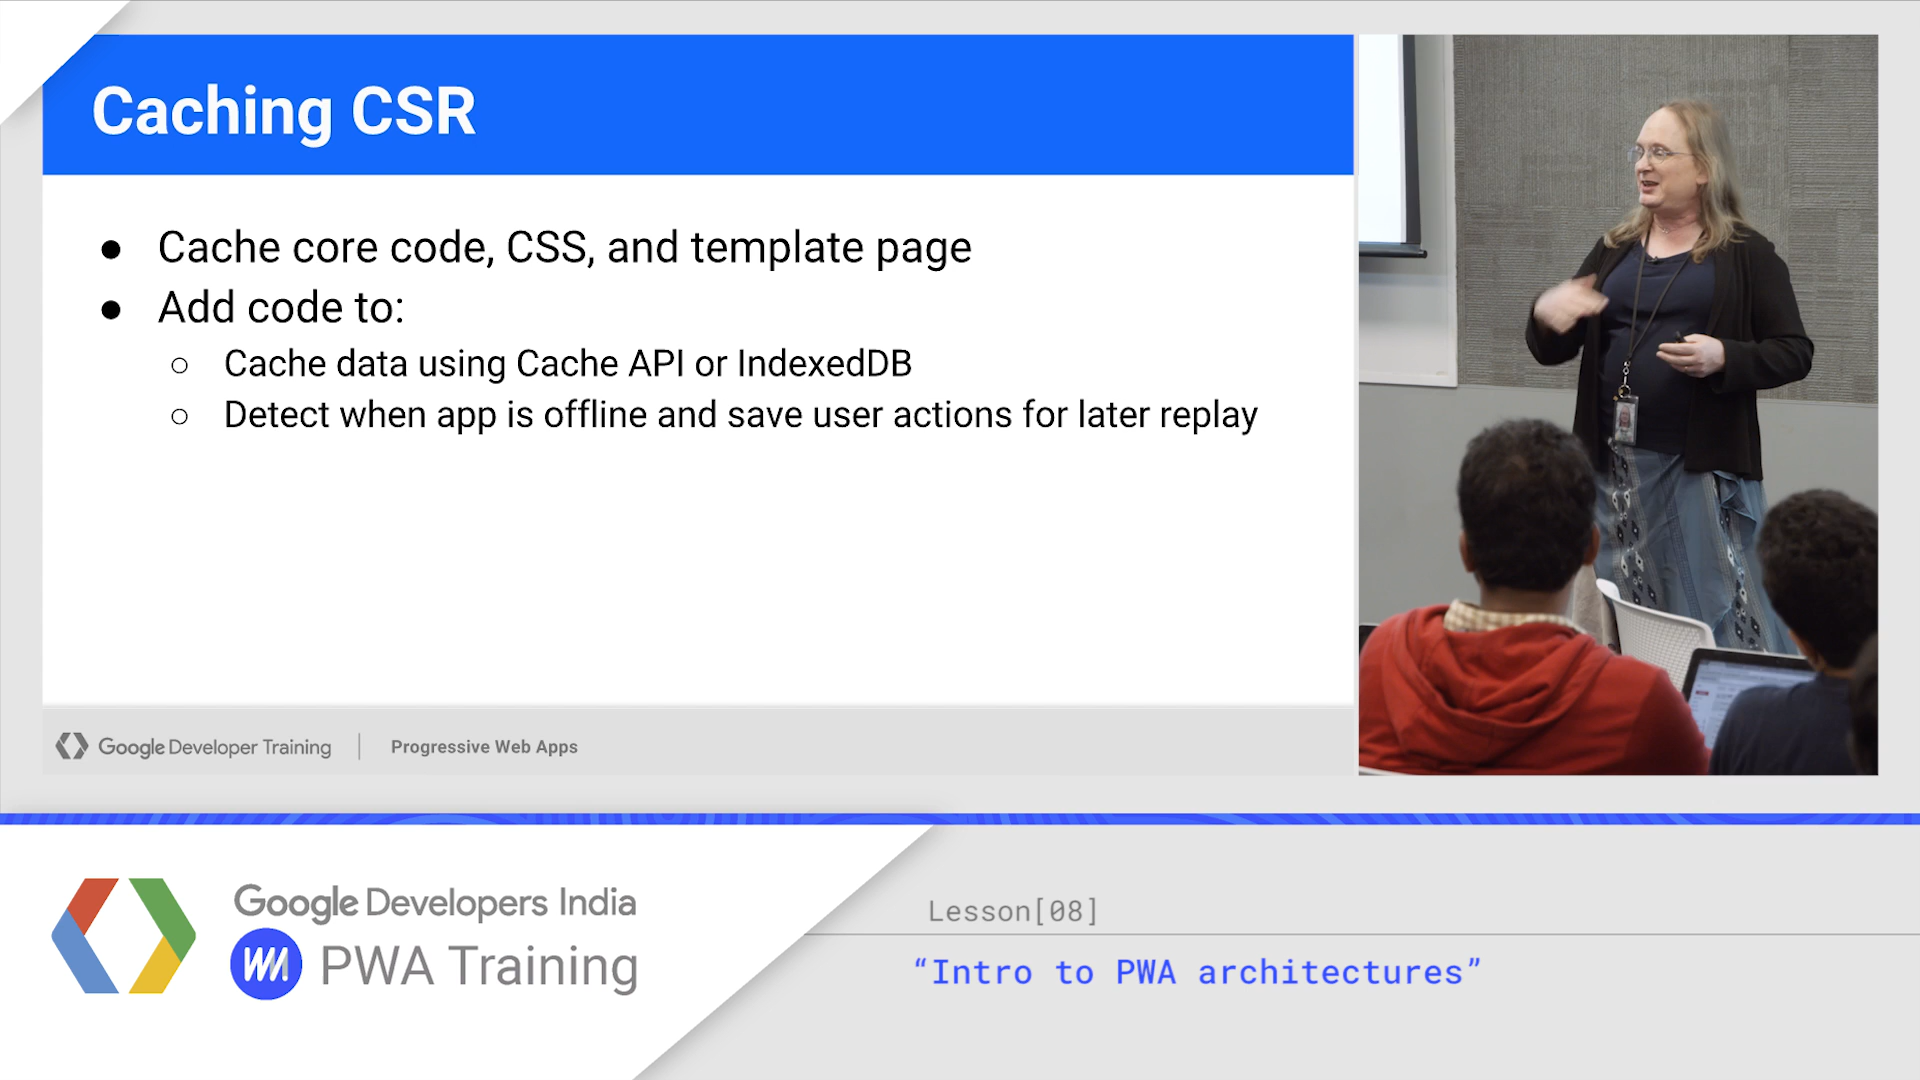 Caching CSR
● Cache core code, CSS, and template page
● Add code to:
○ Cache data using Cache API or IndexedDB
○ Detect when app is offline and save user actions for later replay
Google Developer Training | Progressive Web Apps
Google Developers India
PWA Training
Lesson[08]
“Intro to PWA architectures”